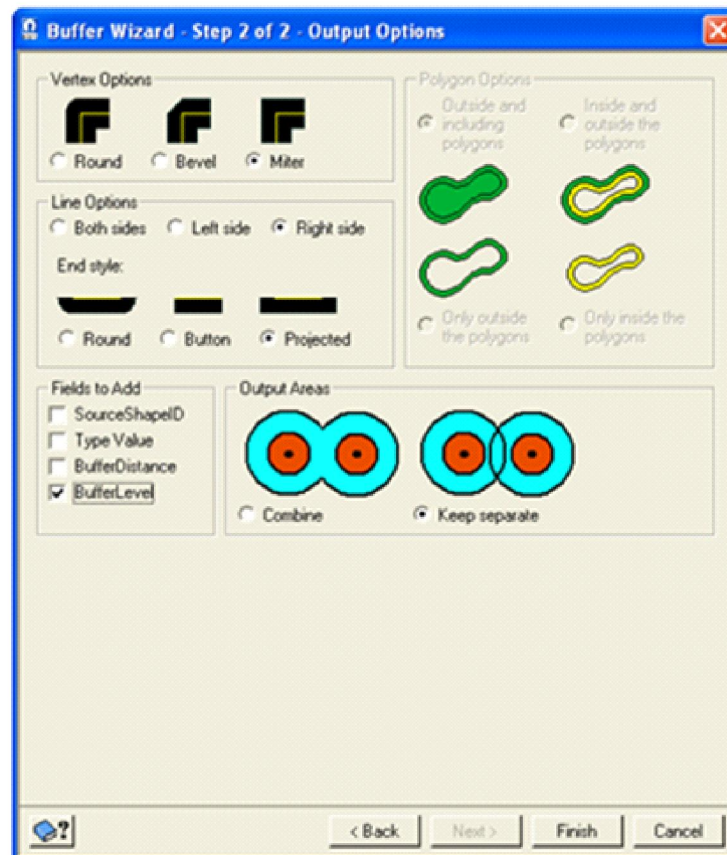 Buffer Wizard - Step 2 of 2 - Output Options
Vertex Options
Round
Bevel
Miter
Line Options
Both sides
Left side
Right side
End style:
Round
Button
Projected
Polygon Options
Outside and
including
polygons
Inside and
outside the
polygons
Only outside
the polygons
Only inside the
polygons
Fields to Add
SourceShapeID
Type Value
BufferDistance
BufferLevel
Output Areas
Combine
Keep separate
?
< Back
Next >
Finish
Cancel